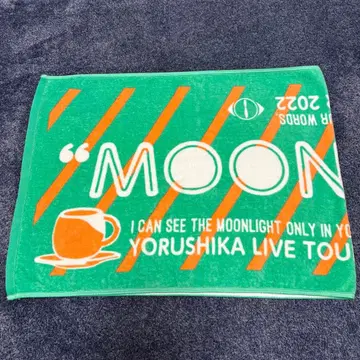 R 2022
R WORDS.
“MOON
I CAN SEE THE MOONLIGHT ONLY IN YO
YORUSHIKA LIVE TOU